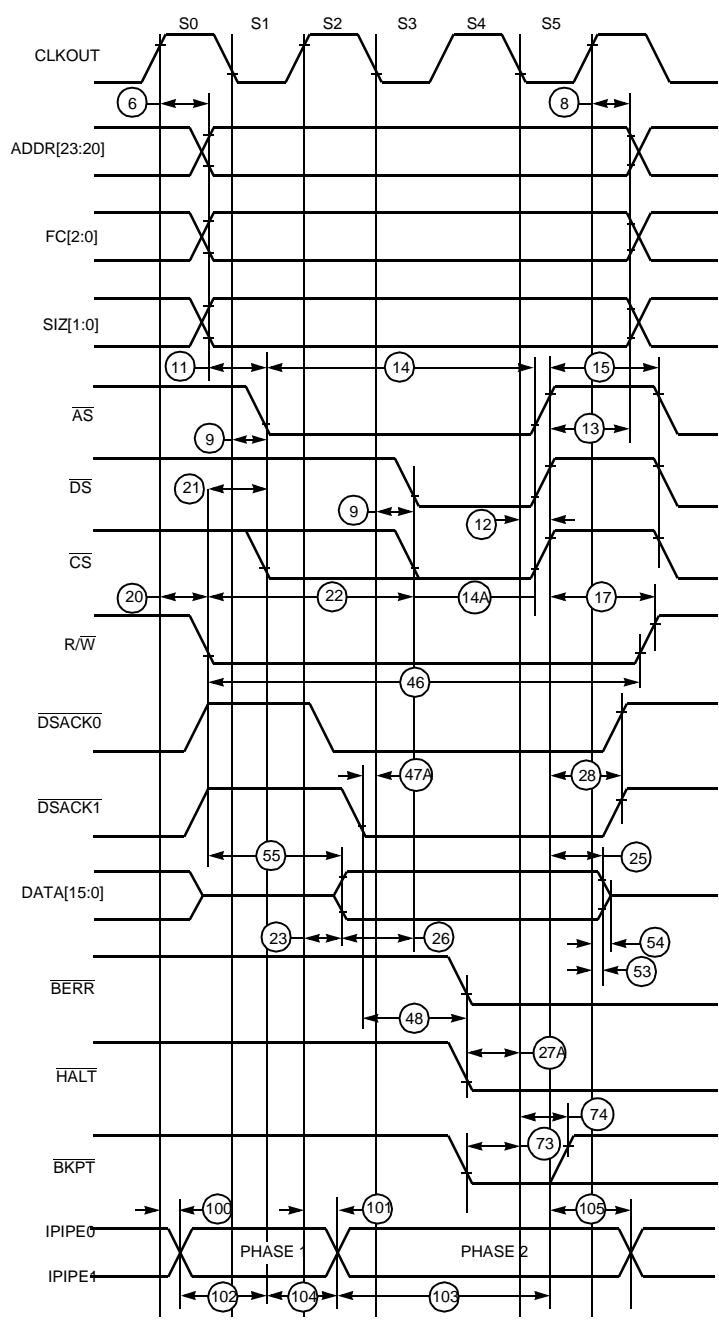 S0 S1 S2 S3 S4 S5
CLKOUT
6 8
ADDR[23:20]
FC[2:0]
SIZ[1:0]
11 14 15
AS
9 13
DS
21 9 12
CS
20 22 14A 17
R/W
46
DSACK0
47A 28
DSACK1
55 25
DATA[15:0]
23 26 54
53
BERR
48
27A
HALT
74
73
BKPT
100 101 105
IPIPE0
PHASE 1 PHASE 2
IPIPE1
102 104 103